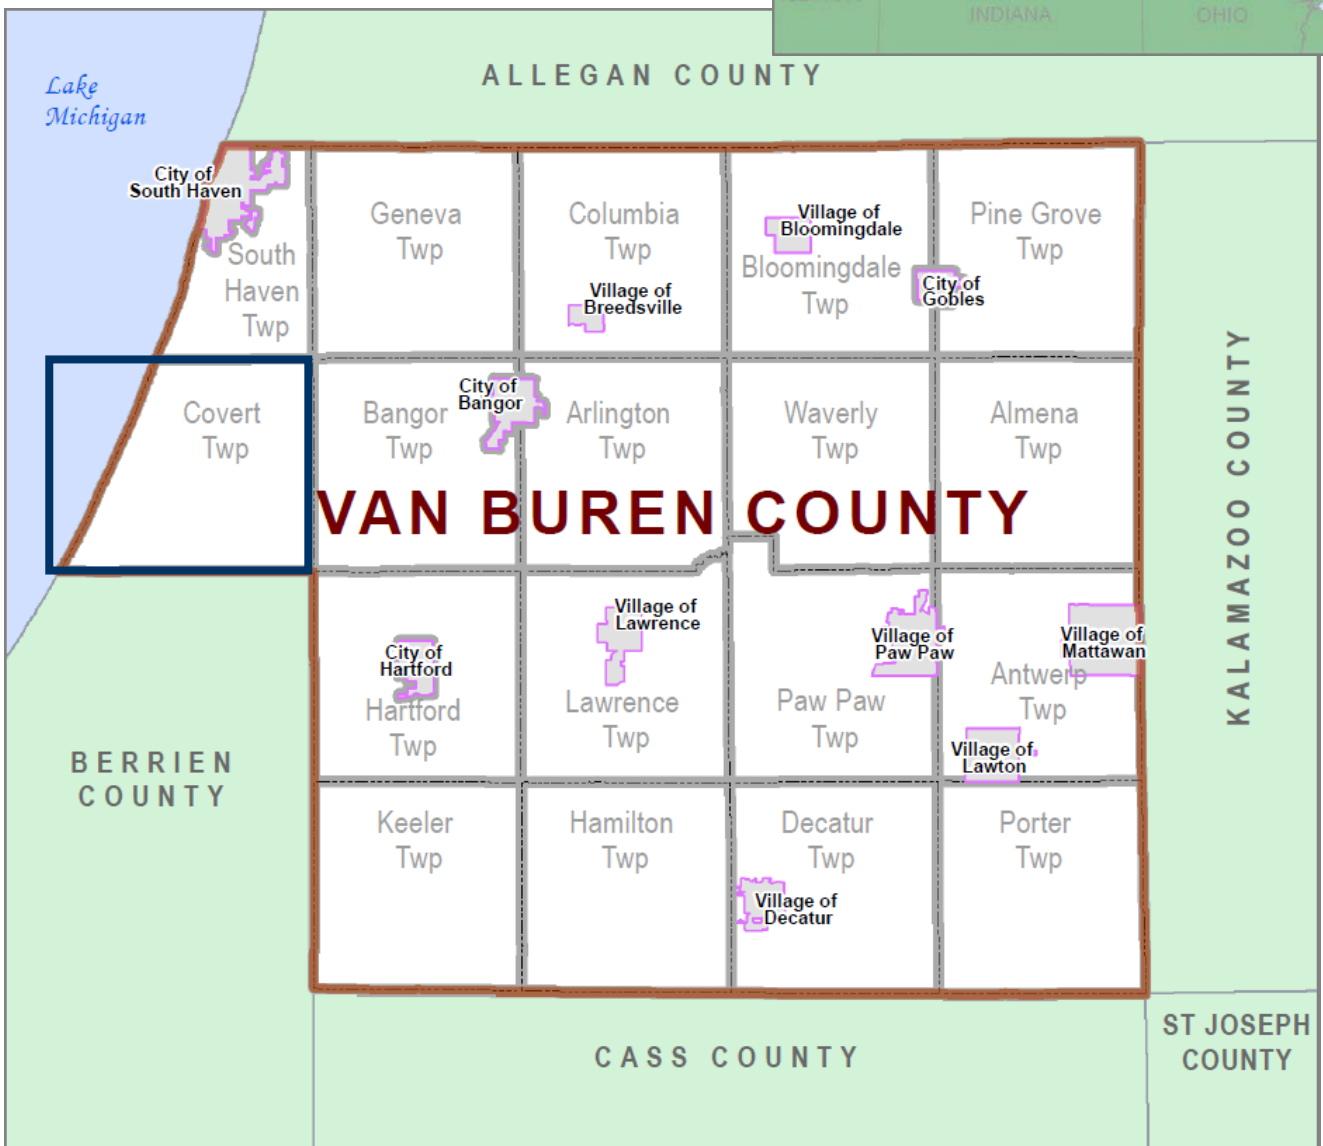 INDIANA
OHIO
ALLEGAN COUNTY
Lake
Michigan
City of
South Haven
South
Haven
Twp
Geneva
Twp
Columbia
Twp
Village of
Breedsville
Village of
Bloomingdale
Bloomingdale
Twp
Pine Grove
Twp
City of
Gobles
Covert
Twp
Bangor
Twp
City of
Bangor
Arlington
Twp
Waverly
Twp
Almena
Twp
VAN BUREN COUNTY
KALAMAZOO COUNTY
City of
Hartford
Hartford
Twp
Village of
Lawrence
Lawrence
Twp
Village of
Paw Paw
Paw Paw
Twp
Village of
Mattawan
Antwerp
Twp
Village of
Lawton
BERRIEN
COUNTY
Keeler
Twp
Hamilton
Twp
Decatur
Twp
Village of
Decatur
Porter
Twp
CASS COUNTY
ST JOSEPH
COUNTY